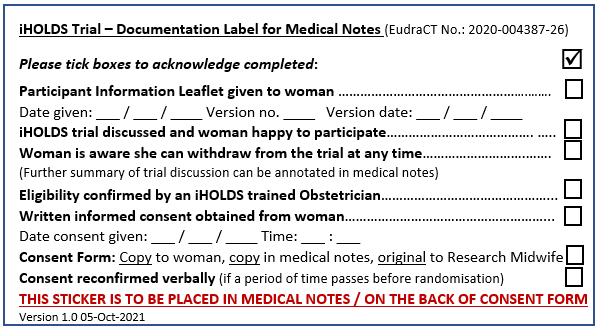 iHOLDS Trial – Documentation Label for Medical Notes (EudraCT No.: 2020-004387-26)
Please tick boxes to acknowledge completed:
Participant Information Leaflet given to woman ……………………………………………….
Date given: ___ / ___ / ____ Version no. ____ Version date: ___ / ___ / ____
iHOLDS trial discussed and woman happy to participate………………………………… …..
Woman is aware she can withdraw from the trial at any time……………………………
(Further summary of trial discussion can be annotated in medical notes)
Eligibility confirmed by an iHOLDS trained Obstetrician……………………………………..
Written informed consent obtained from woman………………………………………………
Date consent given: ___ / ___ / ____ Time: ___ : ___
Consent Form: Copy to woman, copy in medical notes, original to Research Midwife
Consent reconfirmed verbally (if a period of time passes before randomisation)
THIS STICKER IS TO BE PLACED IN MEDICAL NOTES / ON THE BACK OF CONSENT FORM
Version 1.0 05-Oct-2021